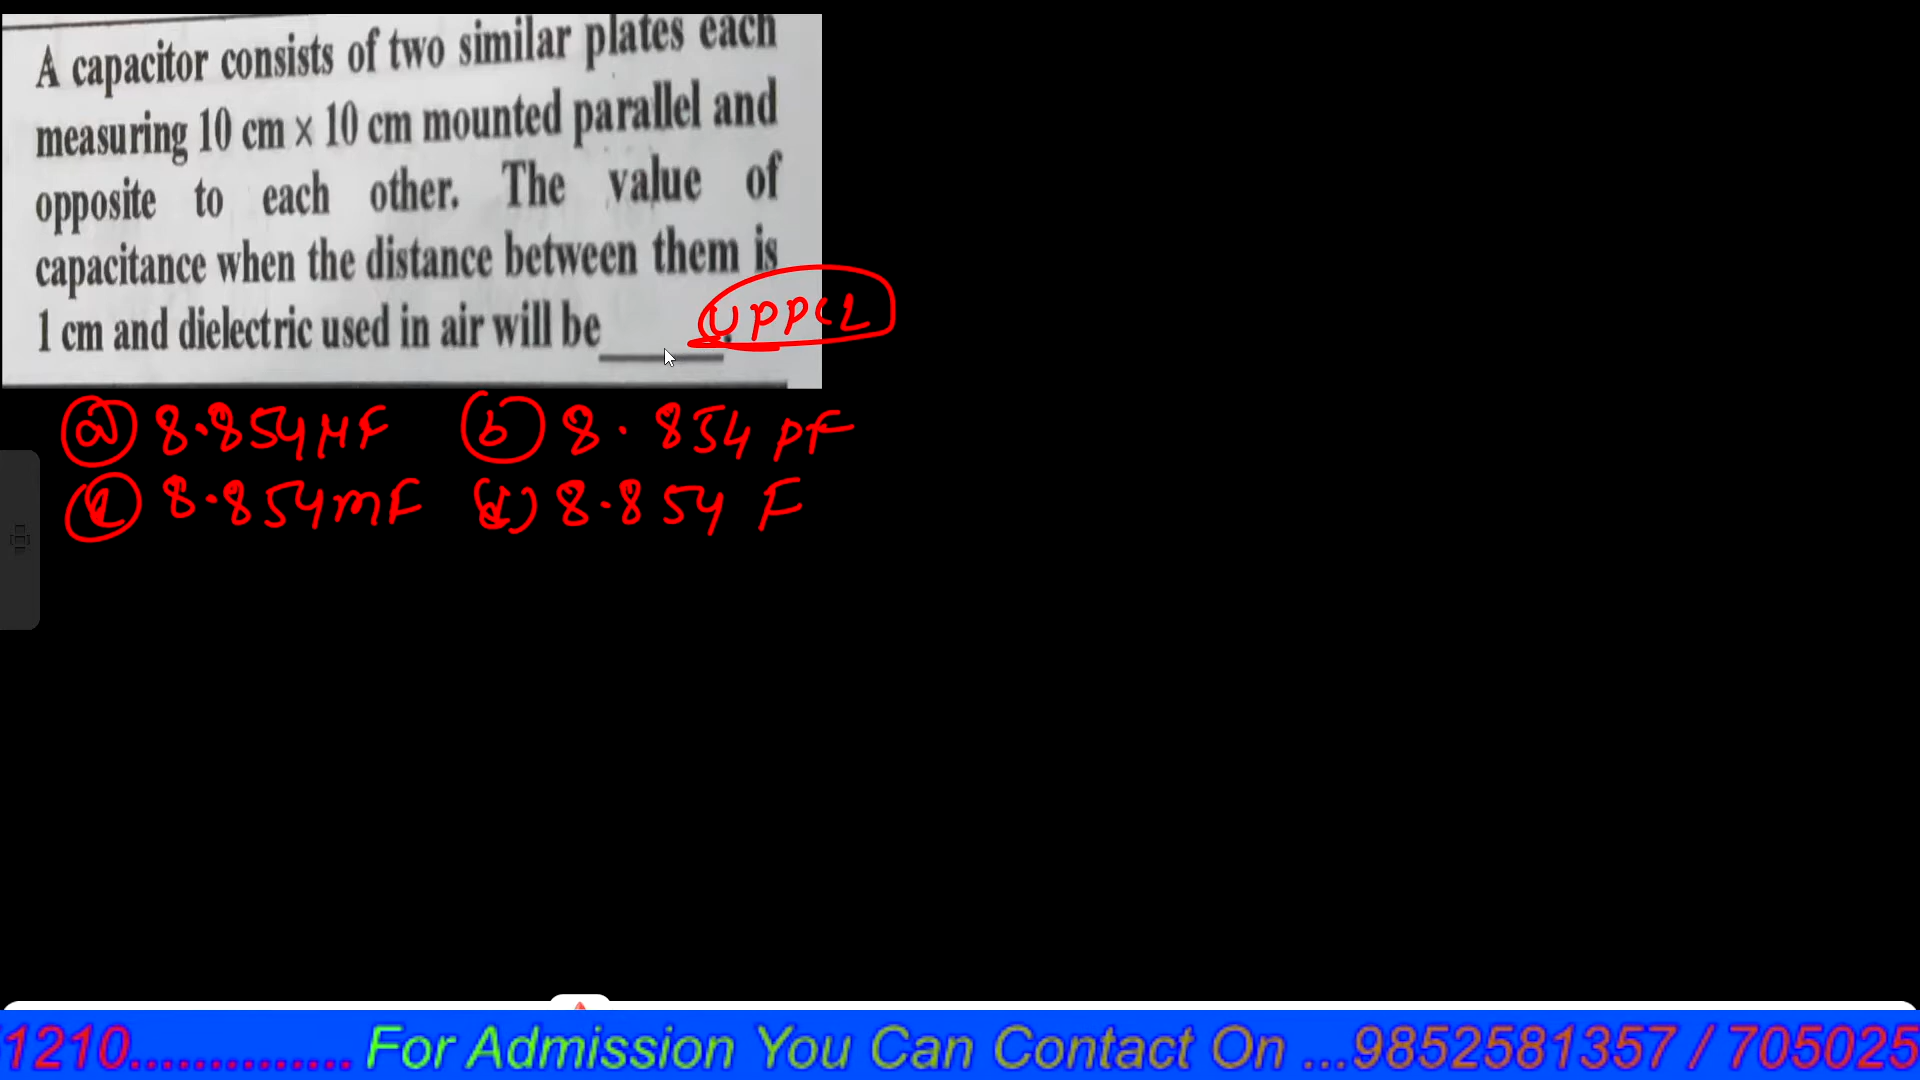 A capacitor consists of two similar plates each
measuring 10 cm × 10 cm mounted parallel and
opposite to each other. The value of
capacitance when the distance between them is
1 cm and dielectric used in air will be______.
UPPCL
(a) 8.854 μF (b) 8.854 pF
(c) 8.854 mF (d) 8.854 F
1210.............. For Admission You Can Contact On ...9852581357 / 705025